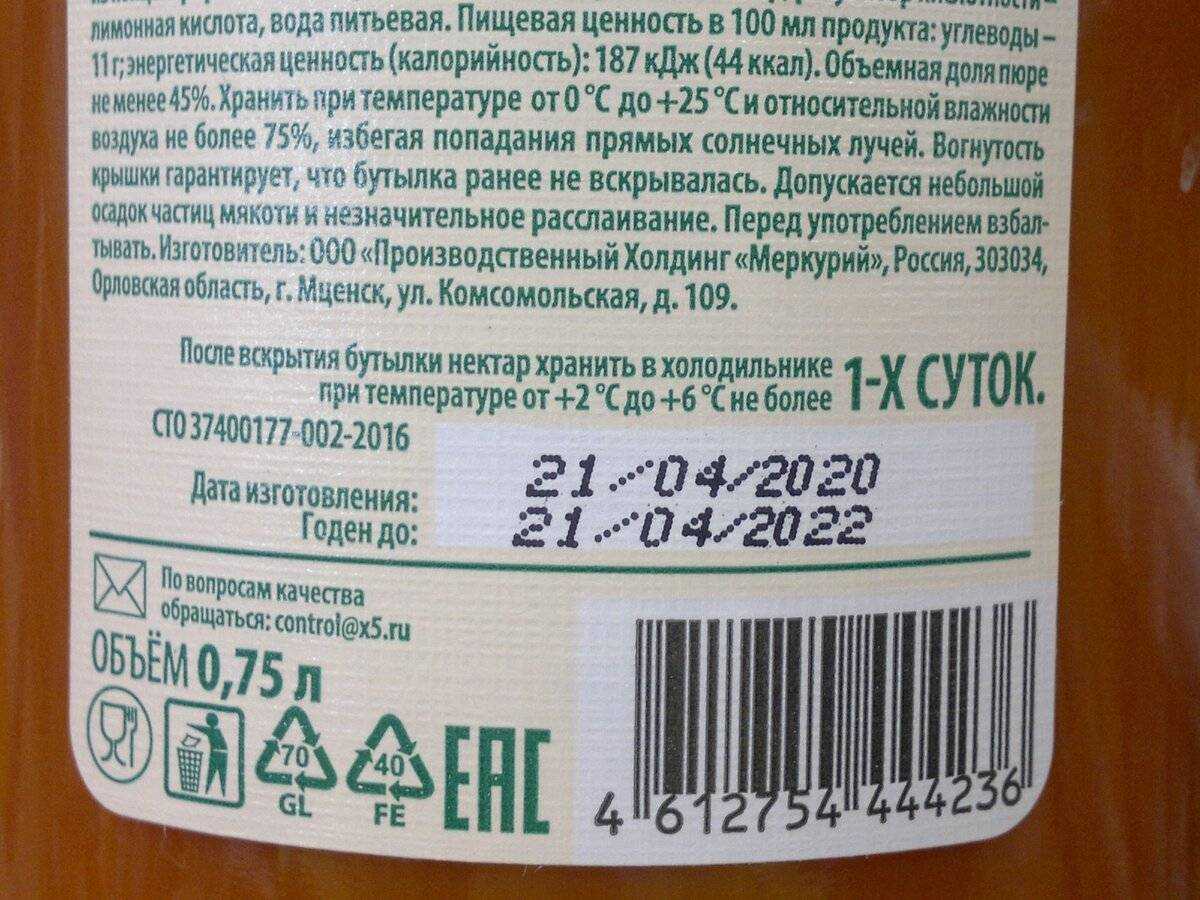 лимонная кислота, вода питьевая. Пищевая ценность в 100 мл продукта: углеводы –
11 г; энергетическая ценность (калорийность): 187 кДж (44 ккал). Объемная доля пюре
не менее 45%. Хранить при температуре от 0 °С до +25 °С и относительной влажности
воздуха не более 75%, избегая попадания прямых солнечных лучей. Вогнутость
крышки гарантирует, что бутылка ранее не вскрывалась. Допускается небольшой
осадок частиц мякоти и незначительное расслаивание. Перед употреблением взбал-
тывать. Изготовитель: ООО «Производственный Холдинг «Меркурий», Россия, 303034,
Орловская область, г. Мценск, ул. Комсомольская, д. 109.
После вскрытия бутылки нектар хранить в холодильнике
при температуре от +2 °С до +6 °С не более 1-Х СУТОК.
СТО 37400177-002-2016
Дата изготовления: 21/04/2020
Годен до: 21/04/2022
По вопросам качества
обращаться: control@x5.ru
ОБЪЁМ 0,75 л
70
GL
40
FE
EAC
4 612754 444236